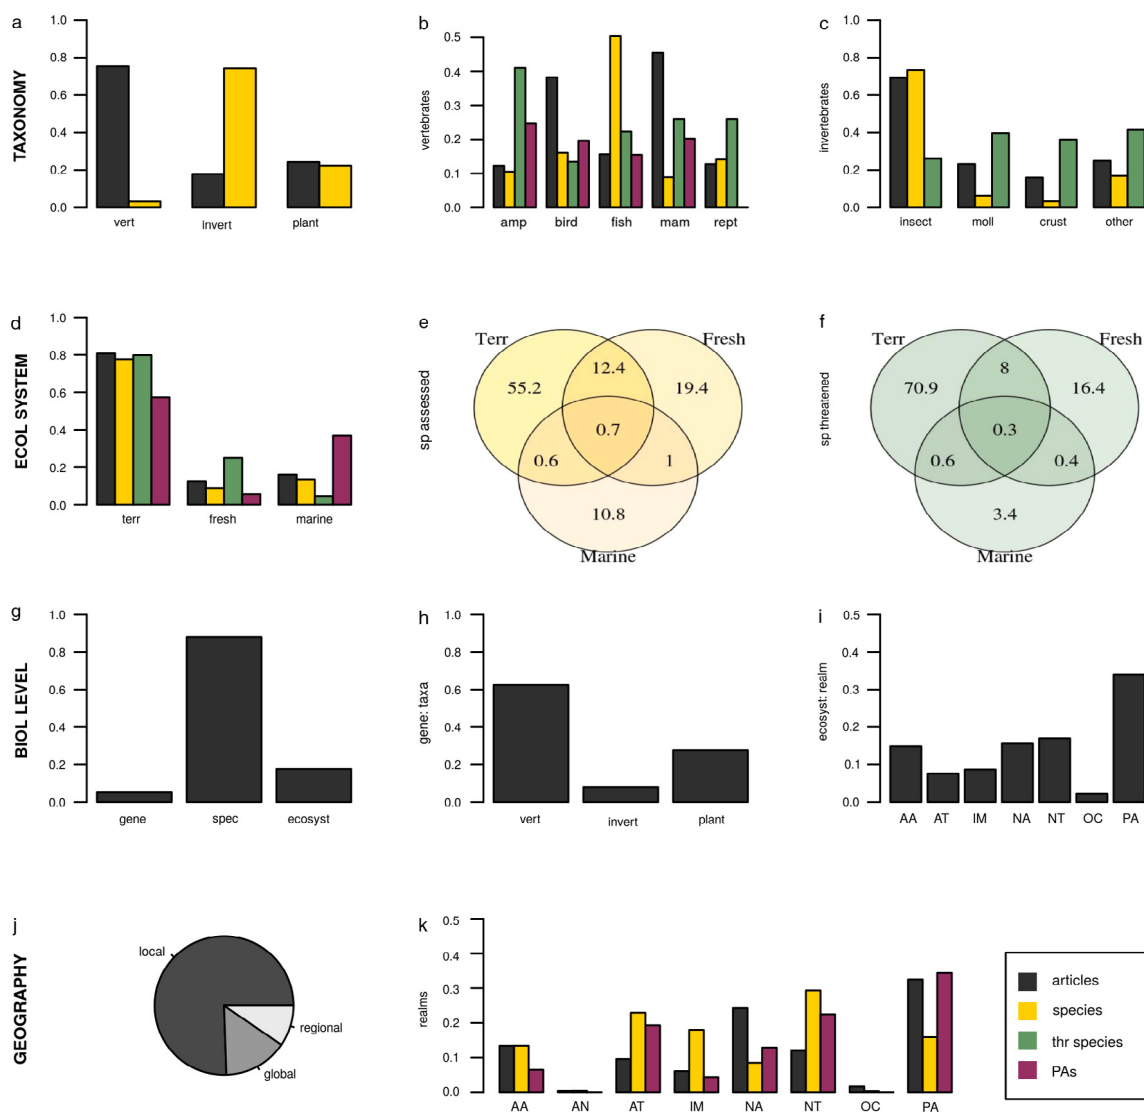 TAXONOMY
a
1.0
0.8
0.6
0.4
0.2
0.0
vert
invert
plant
b
vertebrates
0.5
0.4
0.3
0.2
0.1
0.0
amp
bird
fish
mam
rept
c
invertebrates
1.0
0.8
0.6
0.4
0.2
0.0
insect
moll
crust
other
ECOL SYSTEM
d
1.0
0.8
0.6
0.4
0.2
0.0
terr
fresh
marine
e
sp assessed
Terr
Fresh
12.4
55.2
19.4
0.7
0.6
1
10.8
Marine
f
sp threatened
Terr
Fresh
8
70.9
16.4
0.3
0.6
0.4
3.4
Marine
BIOL LEVEL
g
1.0
0.8
0.6
0.4
0.2
0.0
gene
spec
ecosyst
h
gene: taxa
1.0
0.8
0.6
0.4
0.2
0.0
vert
invert
plant
i
ecosyst: realm
0.5
0.4
0.3
0.2
0.1
0.0
AA
AT
IM
NA
NT
OC
PA
GEOGRAPHY
j
local
regional
global
k
realms
0.5
0.4
0.3
0.2
0.1
0.0
AA
AN
AT
IM
NA
NT
OC
PA
articles
species
thr species
PAs